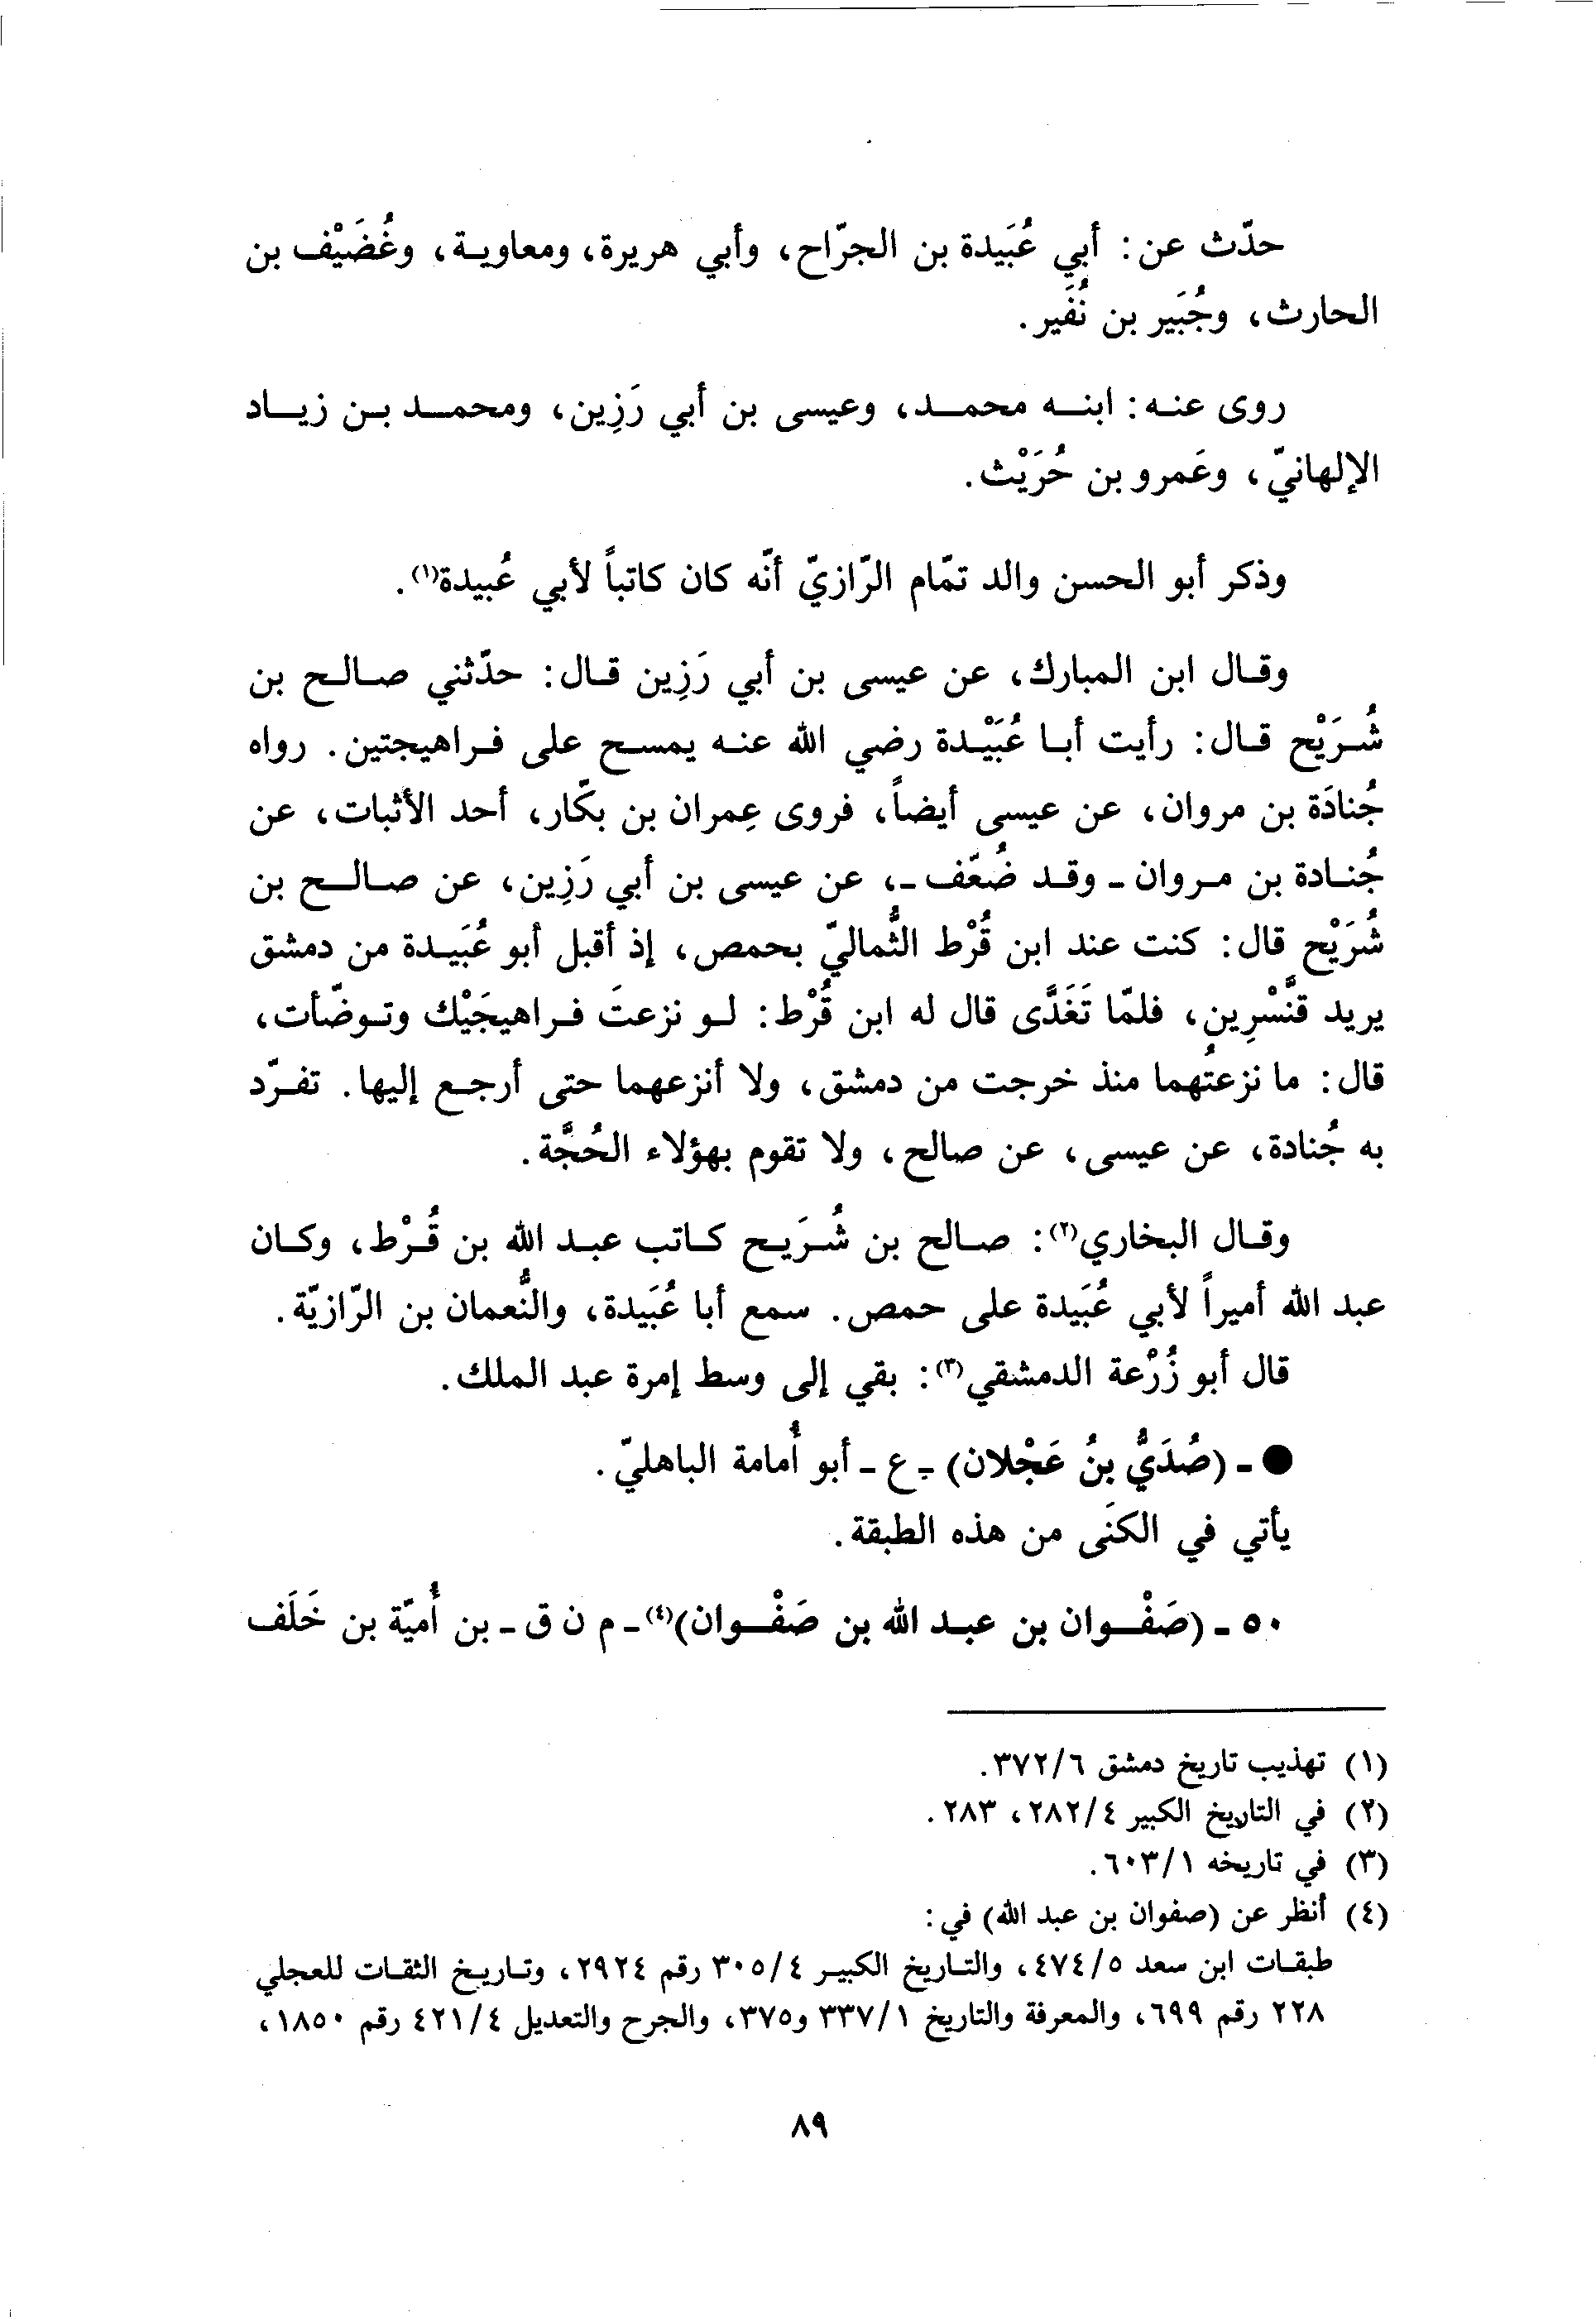 حدّث عن: أبي عُبَيدة بن الجرّاح، وأبي هريرة، ومعاوية، وغُضَيْف بن
الحارث، وجُبَير بن نُفَير.
روى عنه: ابنه محمد، وعيسى بن أبي رَزِين، ومحمد بن زياد
الإلهانيّ، وعَمرو بن حُرَيْث.
وذكر أبو الحسن والد تمّام الرّازيّ أنّه كان كاتباً لأبي عُبيدة(١).
وقال ابن المبارك، عن عيسى بن أبي رَزِين قال: حدّثني صالح بن
شُرَيْح قال: رأيت أبا عُبَيْدة رضي الله عنه يمسح على فراهيجتين. رواه
جُنادَة بن مروان، عن عيسى أيضاً، فروى عِمران بن بكّار، أحد الأثبات، عن
جُنادة بن مروان - وقد ضُعّف -، عن عيسى بن أبي رَزِين، عن صالح بن
شُرَيْح قال: كنت عند ابن قُرْط الثُّماليّ بحمص، إذ أقبل أبو عُبَيدة من دمشق
يريد قنَّسْرِين، فلمّا تَغَدَّى قال له ابن قُرْط: لو نزعتَ فراهيجَيْك وتوضّأت،
قال: ما نزعتُهما منذ خرجت من دمشق، ولا أنزعهما حتى أرجع إليها. تفرّد
به جُنادة، عن عيسى، عن صالح، ولا تقوم بهؤلاء الحُجَّة.
وقال البخاري(٢): صالح بن شُرَيح كاتب عبد الله بن قُرْط، وكان
عبد الله أميراً لأبي عُبَيدة على حمص. سمع أبا عُبَيدة، والنُّعمان بن الرّازيّة.
قال أبو زُرْعة الدمشقي(٣): بقي إلى وسط إمرة عبد الملك.
● - (صُدَيُّ بنُ عَجْلان) - ع - أبو أُمامة الباهليّ.
يأتي في الكنَى من هذه الطبقة.
٥٠ - (صَفْوان بن عبد الله بن صَفْوان)(٤) - م ن ق - بن أُميّة بن خَلَف
(١) تهذيب تاريخ دمشق ٣٧٢/٦.
(٢) في التاريخ الكبير ٢٨٢/٤، ٢٨٣.
(٣) في تاريخه ٦٠٣/١.
(٤) أنظر عن (صفوان بن عبد الله) في:
طبقات ابن سعد ٤٧٤/٥، والتاريخ الكبير ٣٠٥/٤ رقم ٢٩٢٤، وتاريخ الثقات للعجلي
٢٢٨ رقم ٦٩٩، والمعرفة والتاريخ ٣٣٧/١ و٣٧٥، والجرح والتعديل ٤٢١/٤ رقم ١٨٥٠،
٨٩